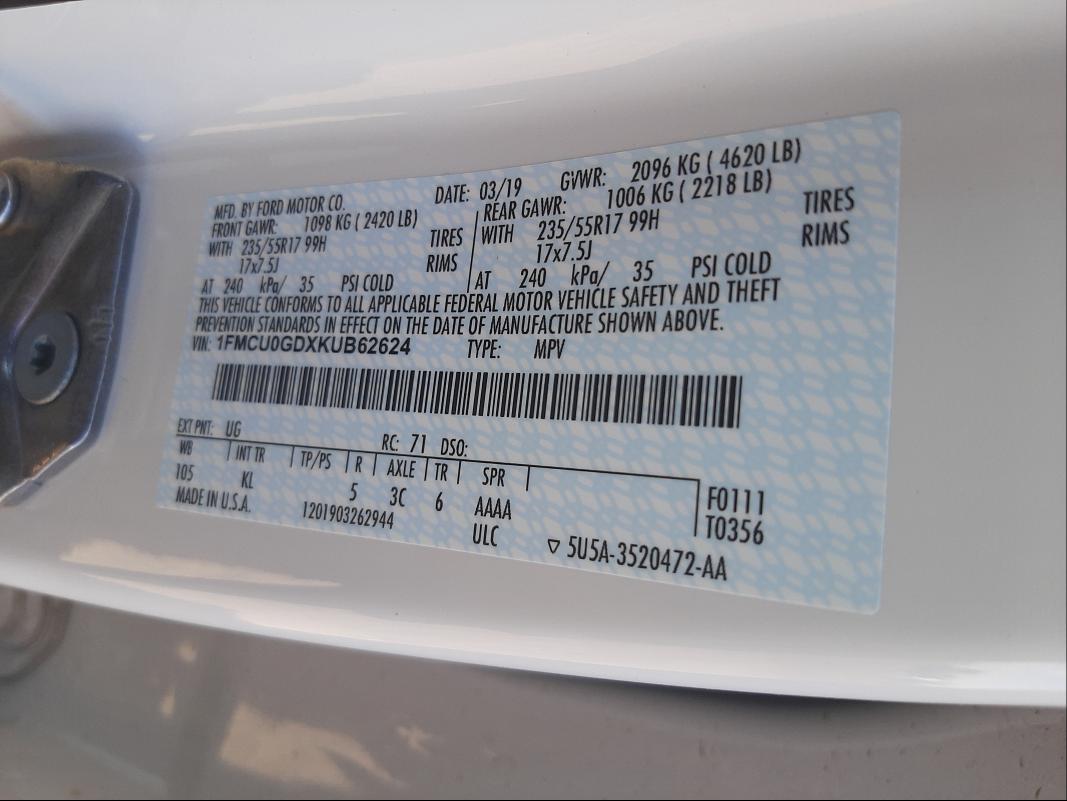 MFD. BY FORD MOTOR CO. DATE: 03/19 GVWR: 2096 KG ( 4620 LB)
FRONT GAWR: 1098 KG ( 2420 LB) REAR GAWR: 1006 KG ( 2218 LB)
WITH 235/55R17 99H TIRES WITH 235/55R17 99H TIRES
17x7.5J RIMS 17x7.5J RIMS
AT 240 kPa/ 35 PSI COLD AT 240 kPa/ 35 PSI COLD
THIS VEHICLE CONFORMS TO ALL APPLICABLE FEDERAL MOTOR VEHICLE SAFETY AND THEFT
PREVENTION STANDARDS IN EFFECT ON THE DATE OF MANUFACTURE SHOWN ABOVE.
VIN: 1FMCU0GDXKUB62624 TYPE: MPV
EXT PNT: UG RC: 71 DSO:
WB INT TR TP/PS R AXLE TR SPR
105 KL 5 3C 6 AAAA F0111
MADE IN U.S.A. 1201903262944 ULC T0356
▽ 5U5A-3520472-AA